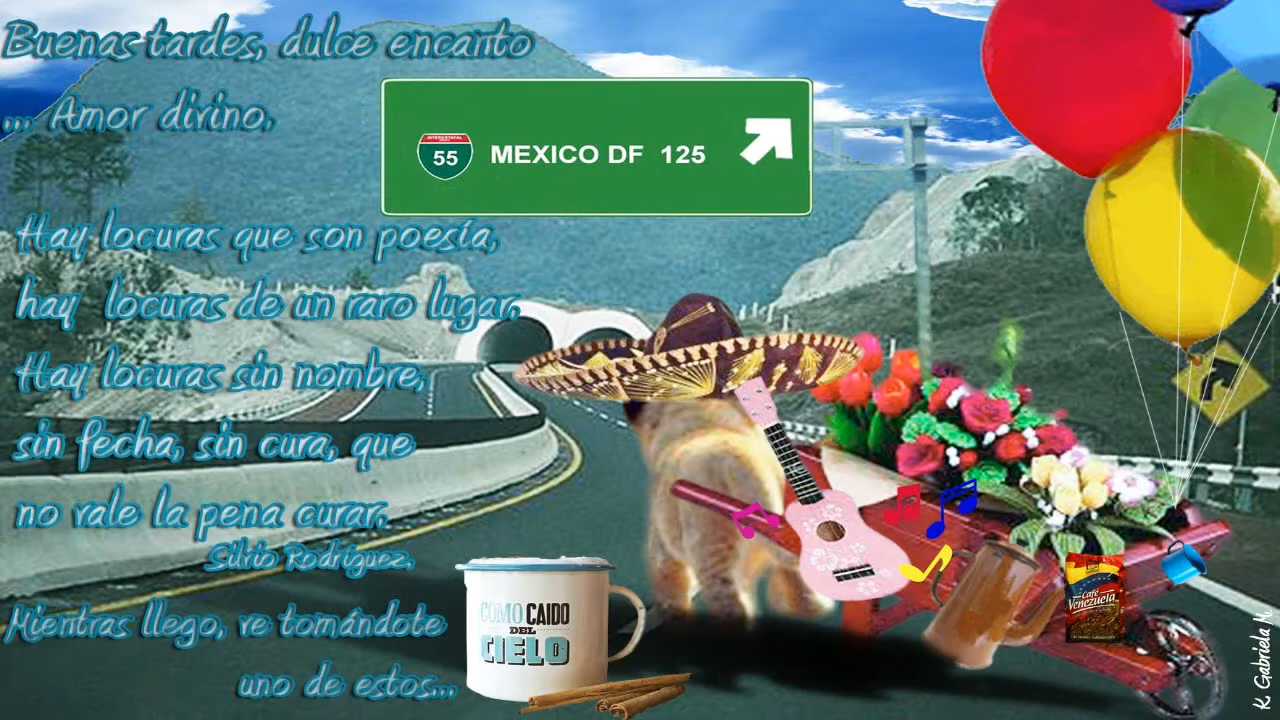 Buenas tardes, dulce encanto
... Amor divino.
INTERESTATAL
55
MEXICO DF 125
Hay locuras que son poesía,
hay locuras de un raro lugar,
Hay locuras sin nombre,
sin fecha, sin cura, que
no vale la pena curar.
Silvio Rodríguez.
Mientras llego, ve tomándote
uno de estos...
COMO CAIDO
DEL
CIELO
Café
Venezuela
K. Gabriela M.